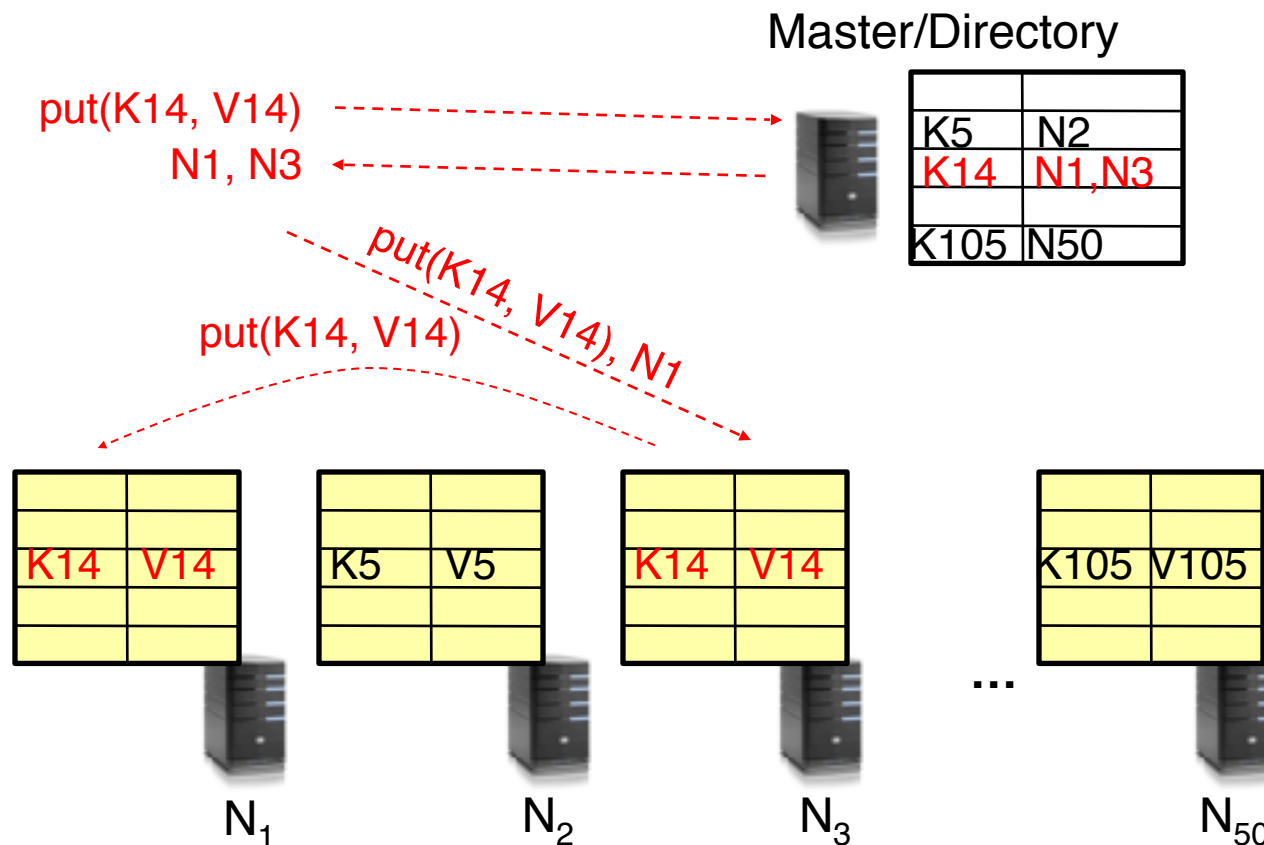 Master/Directory
put(K14, V14)
N1, N3
K5 N2
K14 N1,N3
K105 N50
put(K14, V14), N1
put(K14, V14)
K14 V14
K5 V5
K14 V14
K105 V105
...
N1
N2
N3
N50